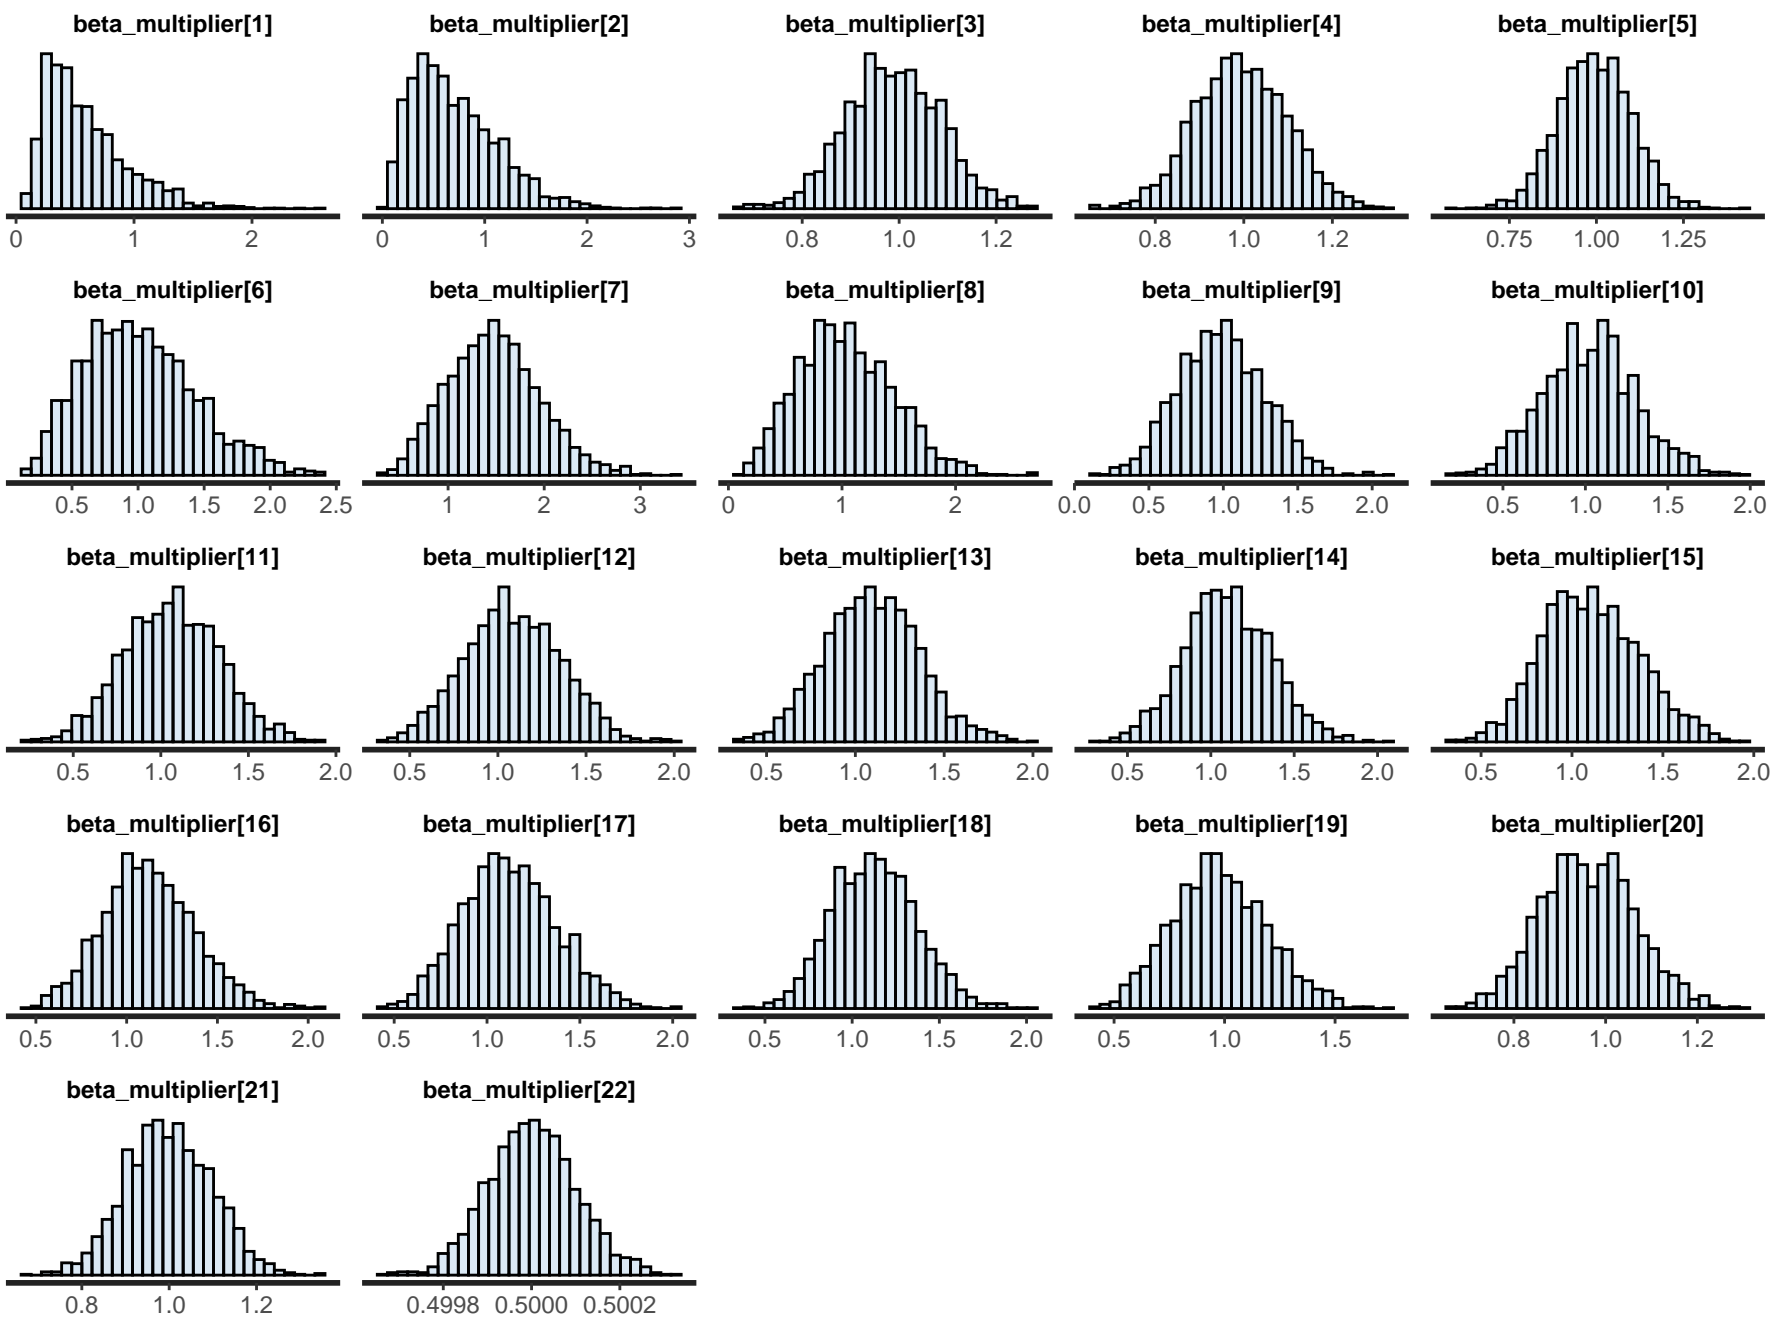 beta_multiplier[1] beta_multiplier[2] beta_multiplier[3] beta_multiplier[4] beta_multiplier[5]
0 1 2 0 1 2 3 0.8 1.0 1.2 0.8 1.0 1.2 0.75 1.00 1.25
beta_multiplier[6] beta_multiplier[7] beta_multiplier[8] beta_multiplier[9] beta_multiplier[10]
0.5 1.0 1.5 2.0 2.5 1 2 3 0 1 2 0.0 0.5 1.0 1.5 2.0 0.5 1.0 1.5 2.0
beta_multiplier[11] beta_multiplier[12] beta_multiplier[13] beta_multiplier[14] beta_multiplier[15]
0.5 1.0 1.5 2.0 0.5 1.0 1.5 2.0 0.5 1.0 1.5 2.0 0.5 1.0 1.5 2.0 0.5 1.0 1.5 2.0
beta_multiplier[16] beta_multiplier[17] beta_multiplier[18] beta_multiplier[19] beta_multiplier[20]
0.5 1.0 1.5 2.0 0.5 1.0 1.5 2.0 0.5 1.0 1.5 2.0 0.5 1.0 1.5 0.8 1.0 1.2
beta_multiplier[21] beta_multiplier[22]
0.8 1.0 1.2 0.4998 0.5000 0.5002